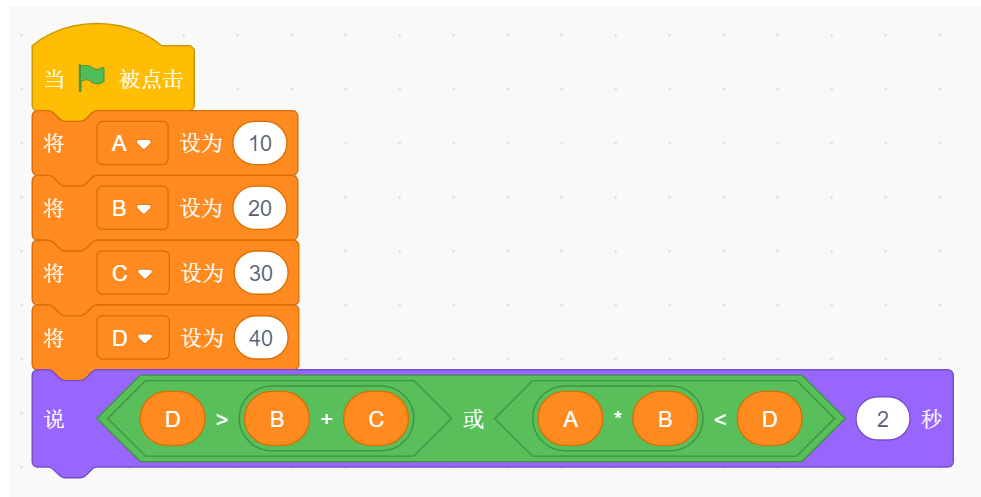 当 被点击
将 A 设为 10
将 B 设为 20
将 C 设为 30
将 D 设为 40
说 D > B + C 或 A * B < D 2 秒